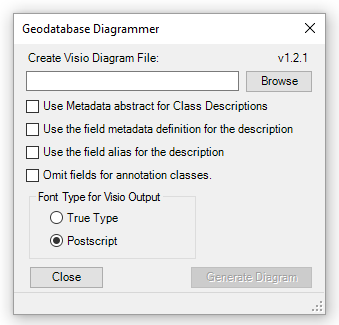 Geodatabase Diagrammer
Create Visio Diagram File: v1.2.1
Browse
Use Metadata abstract for Class Descriptions
Use the field metadata definition for the description
Use the field alias for the description
Omit fields for annotation classes.
Font Type for Visio Output
True Type
Postscript
Close Generate Diagram